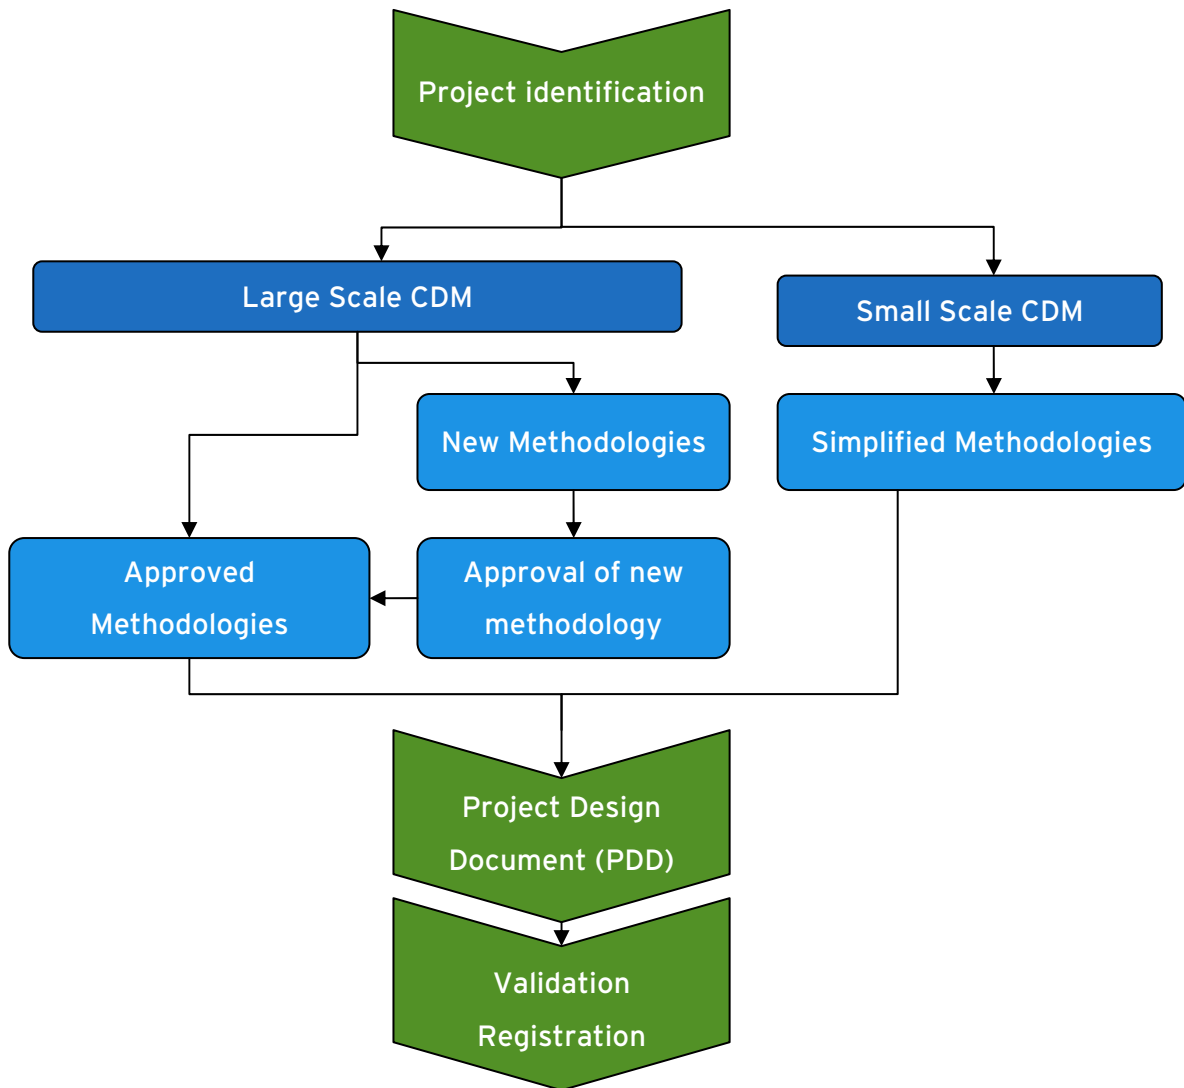 Project identification
Large Scale CDM
Small Scale CDM
New Methodologies
Simplified Methodologies
Approved
Methodologies
Approval of new
methodology
Project Design
Document (PDD)
Validation
Registration